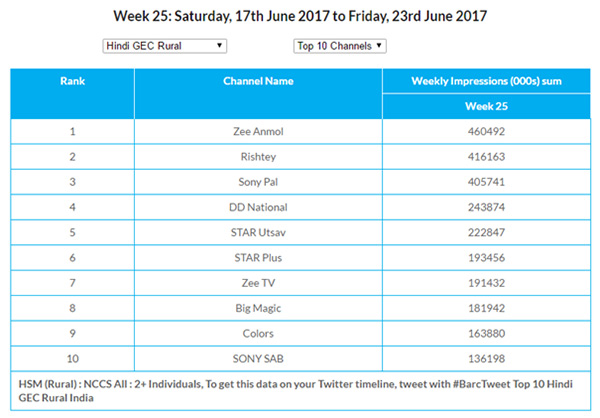 Week 25: Saturday, 17th June 2017 to Friday, 23rd June 2017
Hindi GEC Rural Top 10 Channels
Rank Channel Name Weekly Impressions (000s) sum
Week 25
1 Zee Anmol 460492
2 Rishtey 416163
3 Sony Pal 405741
4 DD National 243874
5 STAR Utsav 222847
6 STAR Plus 193456
7 Zee TV 191432
8 Big Magic 181942
9 Colors 163880
10 SONY SAB 136198
HSM (Rural) : NCCS All : 2+ Individuals, To get this data on your Twitter timeline, tweet with #BarcTweet Top 10 Hindi
GEC Rural India